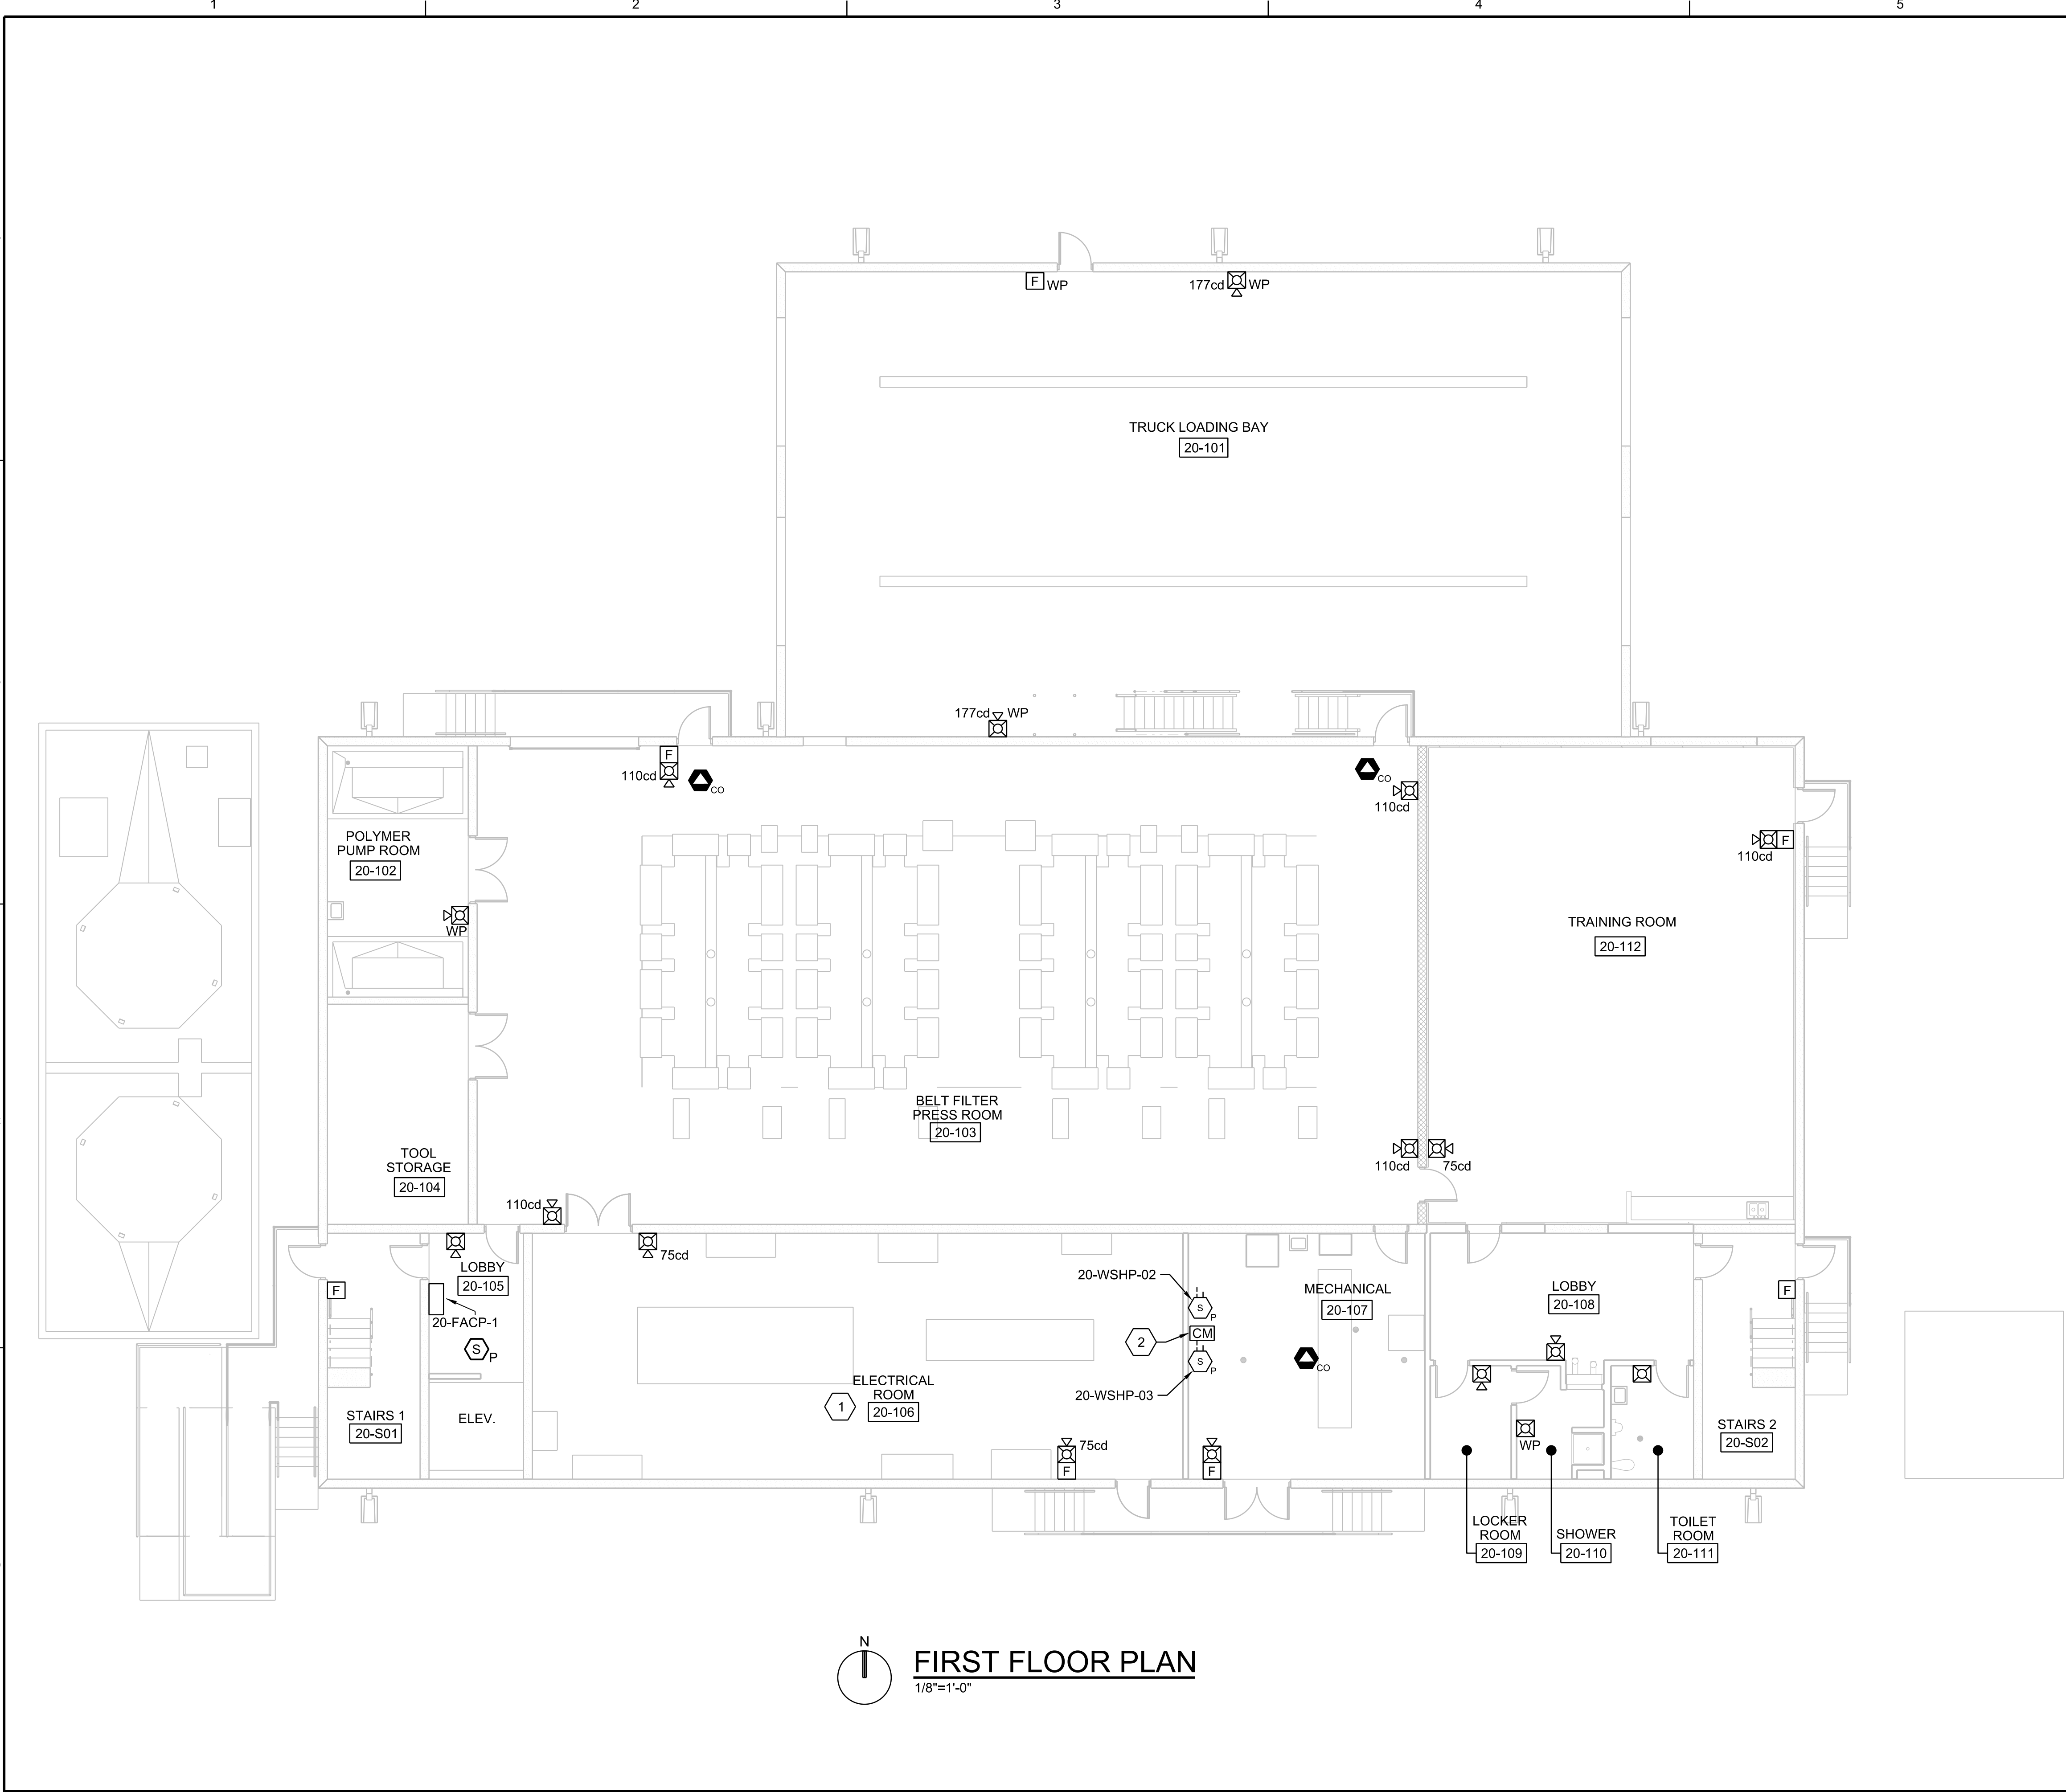 1
2
3
4
5
F WP
177cd WP
TRUCK LOADING BAY
20-101
177cd WP
F
110cd
CO
CO
110cd
POLYMER
PUMP ROOM
20-102
WP
F
110cd
TRAINING ROOM
20-112
BELT FILTER
PRESS ROOM
20-103
TOOL
STORAGE
20-104
110cd
110cd
75cd
75cd
LOBBY
20-105
F
20-FACP-1
S P
20-WSHP-02
S P
2
CM
S P
20-WSHP-03
MECHANICAL
20-107
CO
LOBBY
20-108
F
ELECTRICAL
ROOM
20-106
1
STAIRS 1
20-S01
ELEV.
75cd
F
F
WP
STAIRS 2
20-S02
LOCKER
ROOM
20-109
SHOWER
20-110
TOILET
ROOM
20-111
N
FIRST FLOOR PLAN
1/8"=1'-0"